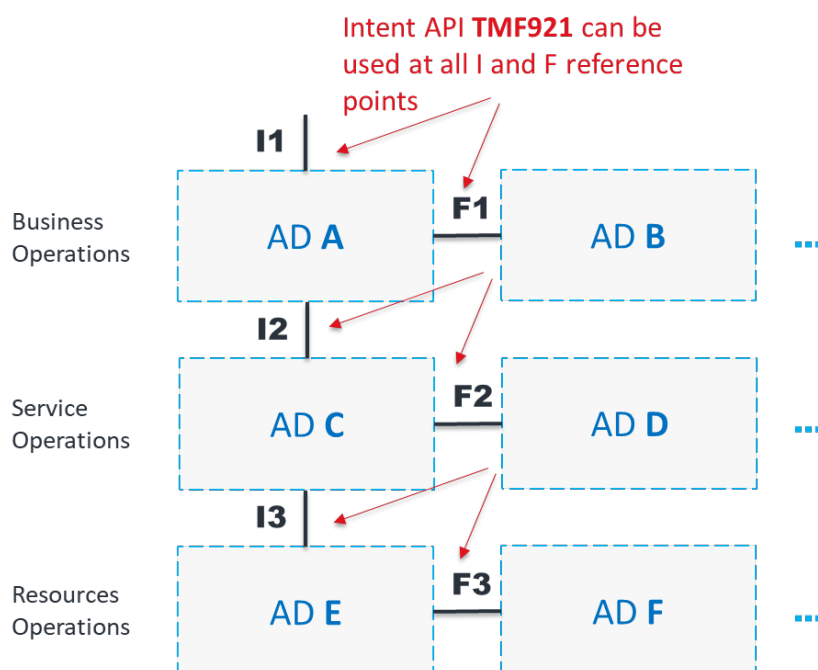 Intent API TMF921 can be
used at all I and F reference
points
I1
Business
Operations
AD A
F1
AD B
I2
Service
Operations
AD C
F2
AD D
I3
Resources
Operations
AD E
F3
AD F